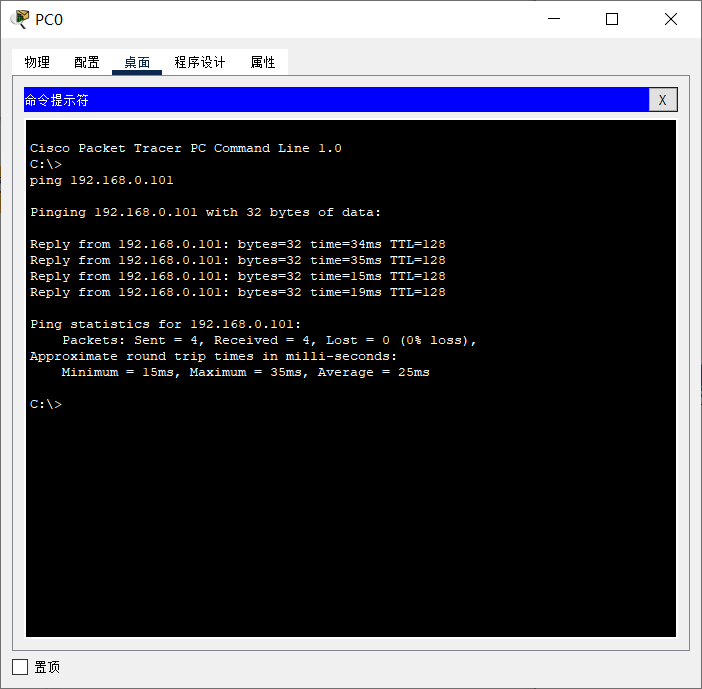 PC0
物理 配置 桌面 程序设计 属性
命令提示符 X
Cisco Packet Tracer PC Command Line 1.0
C:\>
ping 192.168.0.101
Pinging 192.168.0.101 with 32 bytes of data:
Reply from 192.168.0.101: bytes=32 time=34ms TTL=128
Reply from 192.168.0.101: bytes=32 time=35ms TTL=128
Reply from 192.168.0.101: bytes=32 time=15ms TTL=128
Reply from 192.168.0.101: bytes=32 time=19ms TTL=128
Ping statistics for 192.168.0.101:
    Packets: Sent = 4, Received = 4, Lost = 0 (0% loss),
Approximate round trip times in milli-seconds:
    Minimum = 15ms, Maximum = 35ms, Average = 25ms
C:\>
置顶